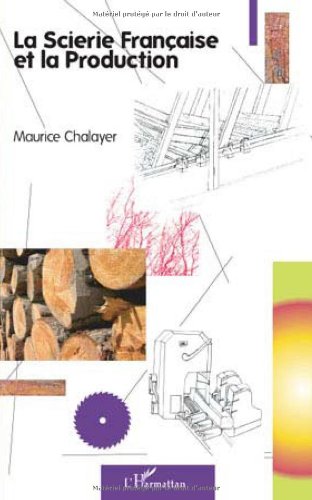 Matériel protégé par le droit d'auteur
La Scierie Française
et la Production
Maurice Chalayer
L'Harmattan
Matériel protégé par le droit d'auteur